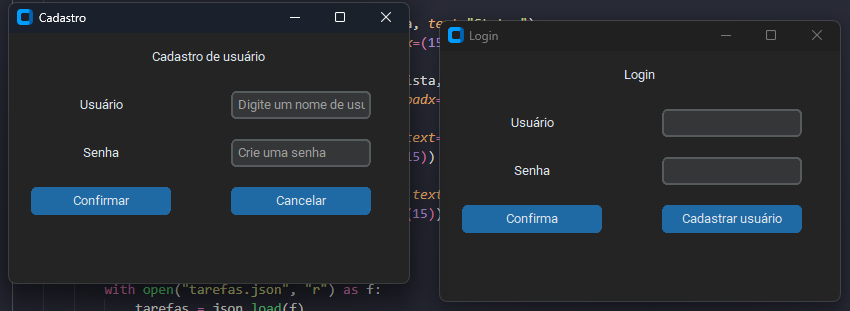 Cadastro
Cadastro de usuário
Usuário
Digite um nome de usu
Senha
Crie uma senha
Confirmar
Cancelar
a, text="Status")
x=(15
ista,
padx=
text=
15))
text
(15))
Login
Login
Usuário
Senha
Confirma
Cadastrar usuário
with open("tarefas.json", "r") as f:
tarefas = json.load(f)